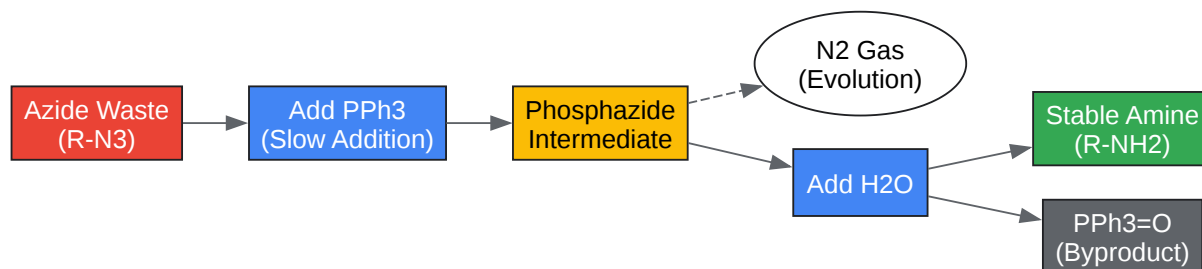 Azide Waste
(R-N3)
Add PPh3
(Slow Addition)
Phosphazide
Intermediate
N2 Gas
(Evolution)
Add H2O
Stable Amine
(R-NH2)
PPh3=O
(Byproduct)